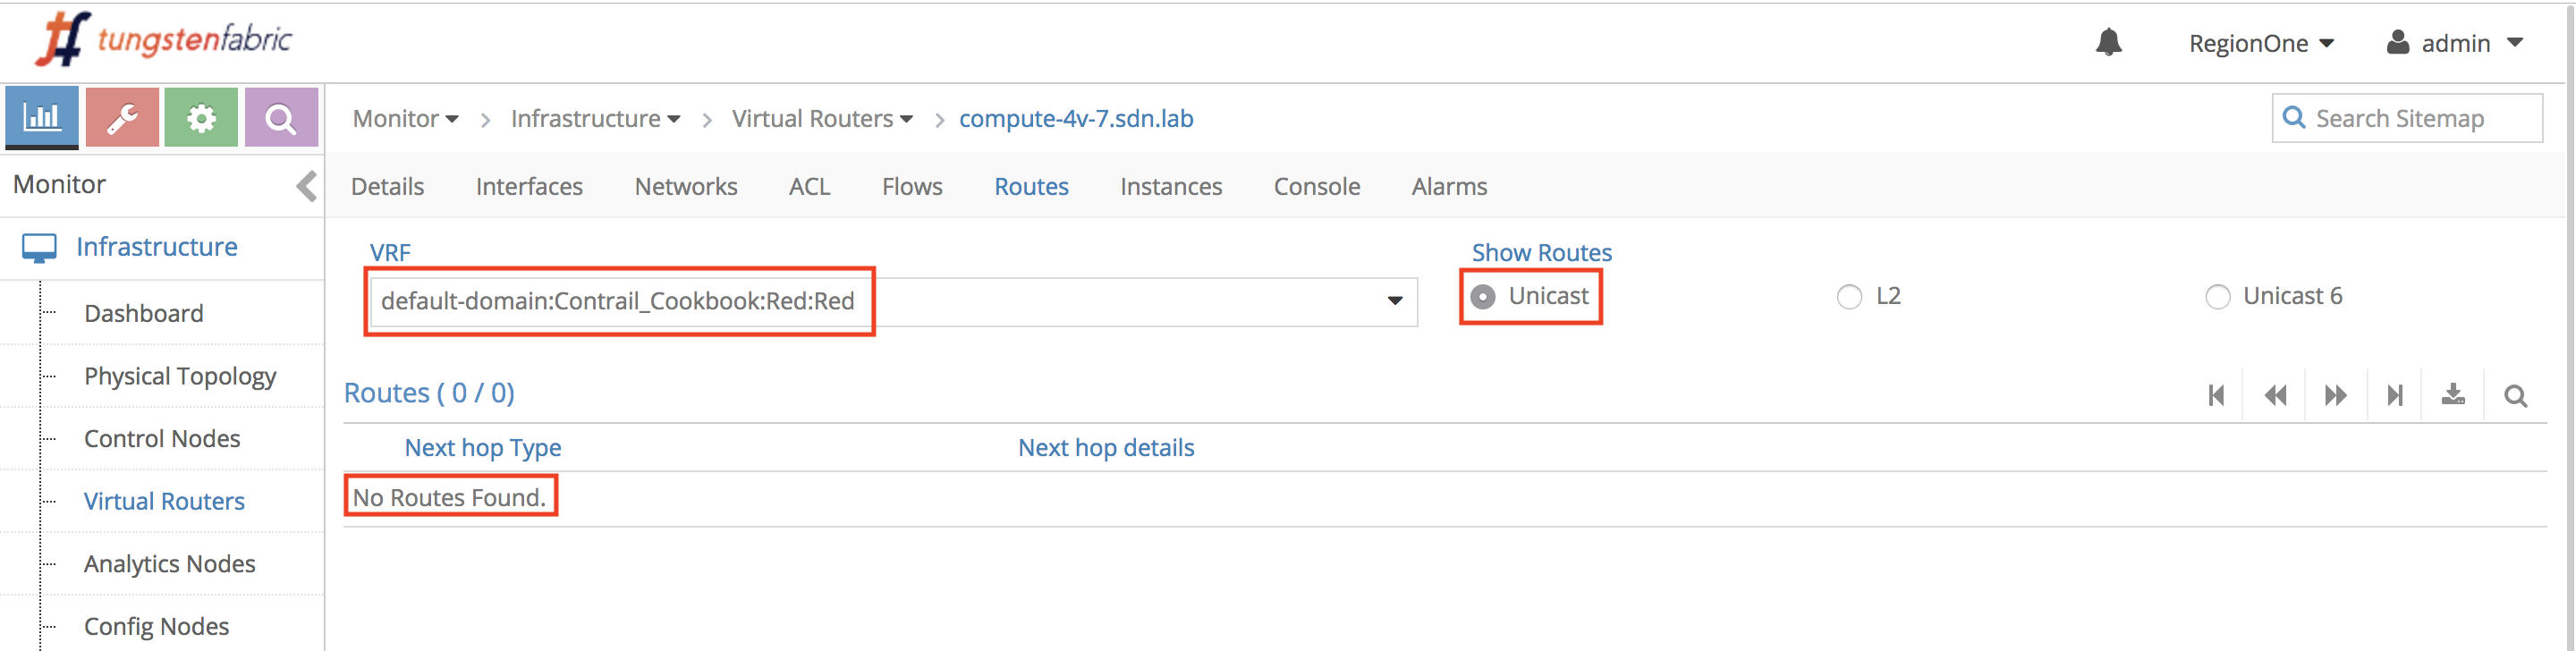 tungstenfabric
RegionOne admin
Monitor Infrastructure Virtual Routers compute-4v-7.sdn.lab Search Sitemap
Monitor
Details Interfaces Networks ACL Flows Routes Instances Console Alarms
Infrastructure
VRF Show Routes
default-domain:Contrail_Cookbook:Red:Red Unicast L2 Unicast 6
Dashboard
Physical Topology
Routes ( 0 / 0)
Control Nodes
Next hop Type Next hop details
Virtual Routers
No Routes Found.
Analytics Nodes
Config Nodes